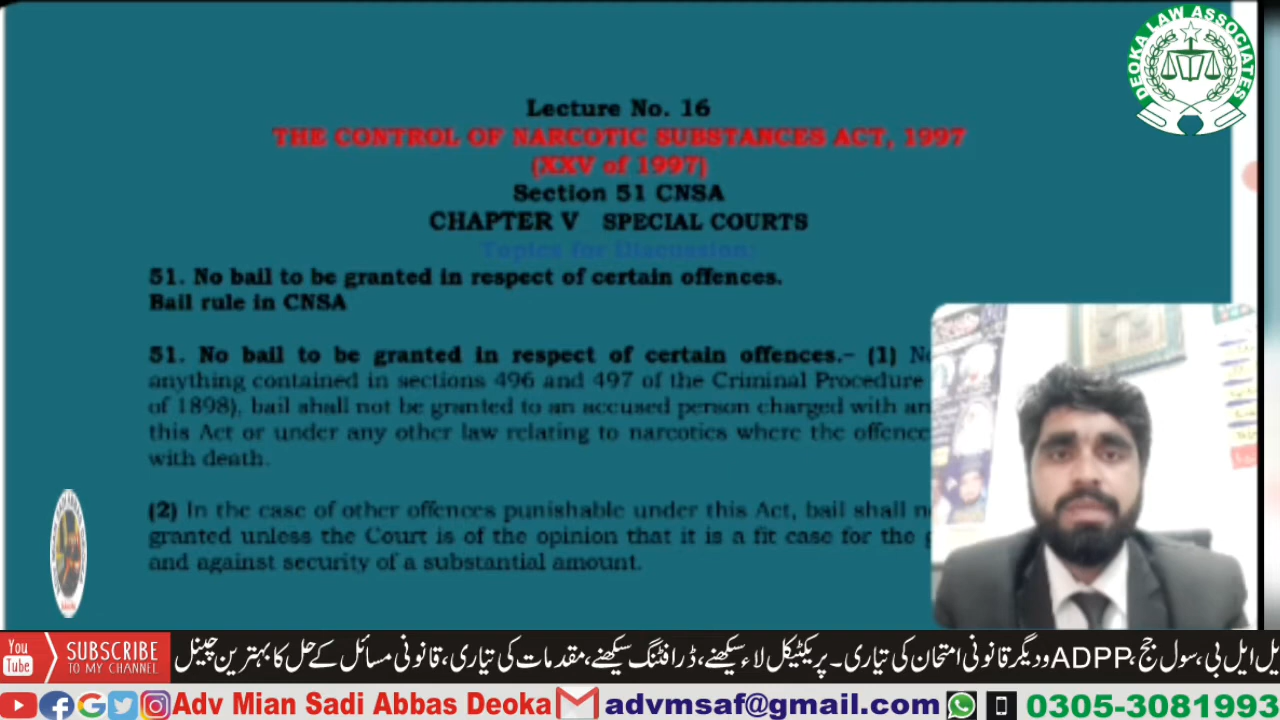 DEOKA LAW ASSOCIATES
Lecture No. 16
THE CONTROL OF NARCOTIC SUBSTANCES ACT, 1997
(XXV of 1997)
Section 51 CNSA
CHAPTER V SPECIAL COURTS
Topics for Discussion:
51. No bail to be granted in respect of certain offences.
Bail rule in CNSA
51. No bail to be granted in respect of certain offences.– (1)
anything contained in sections 496 and 497 of the Criminal Procedure
of 1898), bail shall not be granted to an accused person charged with
this Act or under any other law relating to narcotics where the offence
with death.
(2) In the case of other offences punishable under this Act, bail shall
granted unless the Court is of the opinion that it is a fit case for the
and against security of a substantial amount.
You Tube SUBSCRIBE TO MY CHANNEL
ایل ایل بی، سول جج، ADPP ودیگر قانونی امتحان کی تیاری۔ پریکٹیکل لاء سیکھنے، ڈرافٹنگ سیکھنے، مقدمات کی تیاری، قانونی مسائل کے حل کا بہترین چینل
Adv Mian Sadi Abbas Deoka advmsaf@gmail.com 0305-3081993